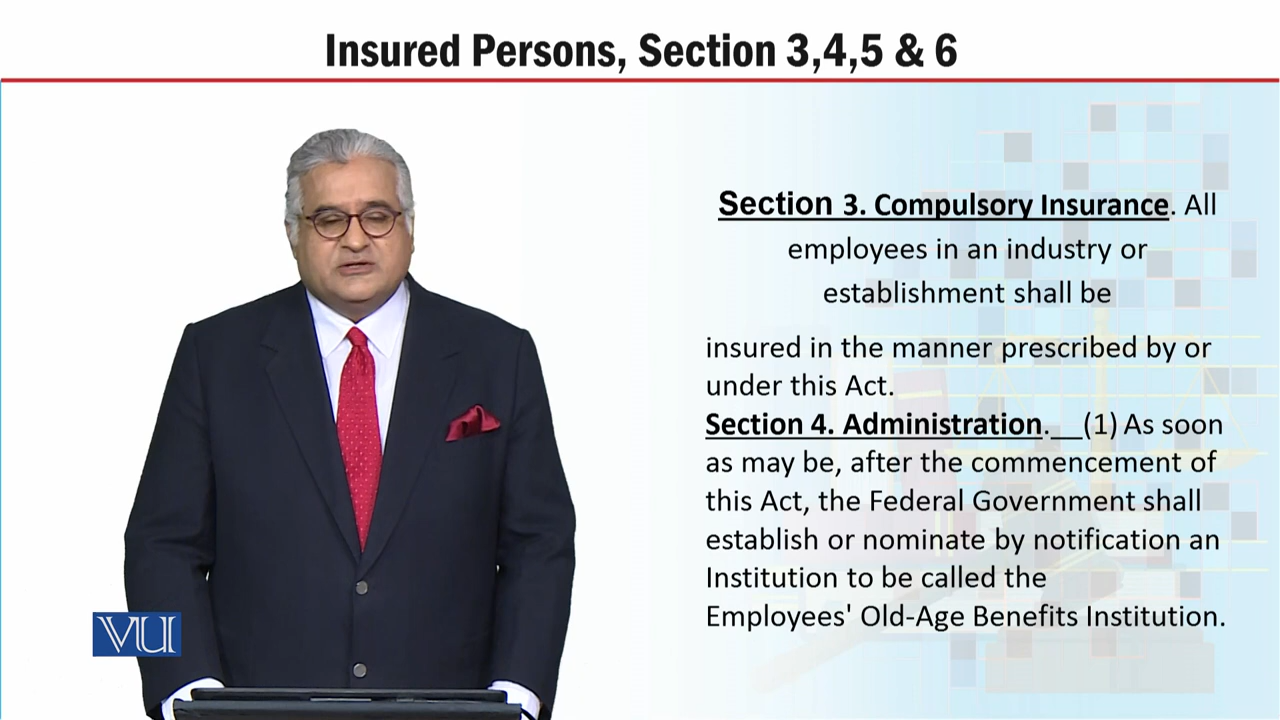 Insured Persons, Section 3,4,5 & 6
Section 3. Compulsory Insurance. All
employees in an industry or
establishment shall be
insured in the manner prescribed by or
under this Act.
Section 4. Administration.__(1) As soon
as may be, after the commencement of
this Act, the Federal Government shall
establish or nominate by notification an
Institution to be called the
Employees' Old-Age Benefits Institution.
VU